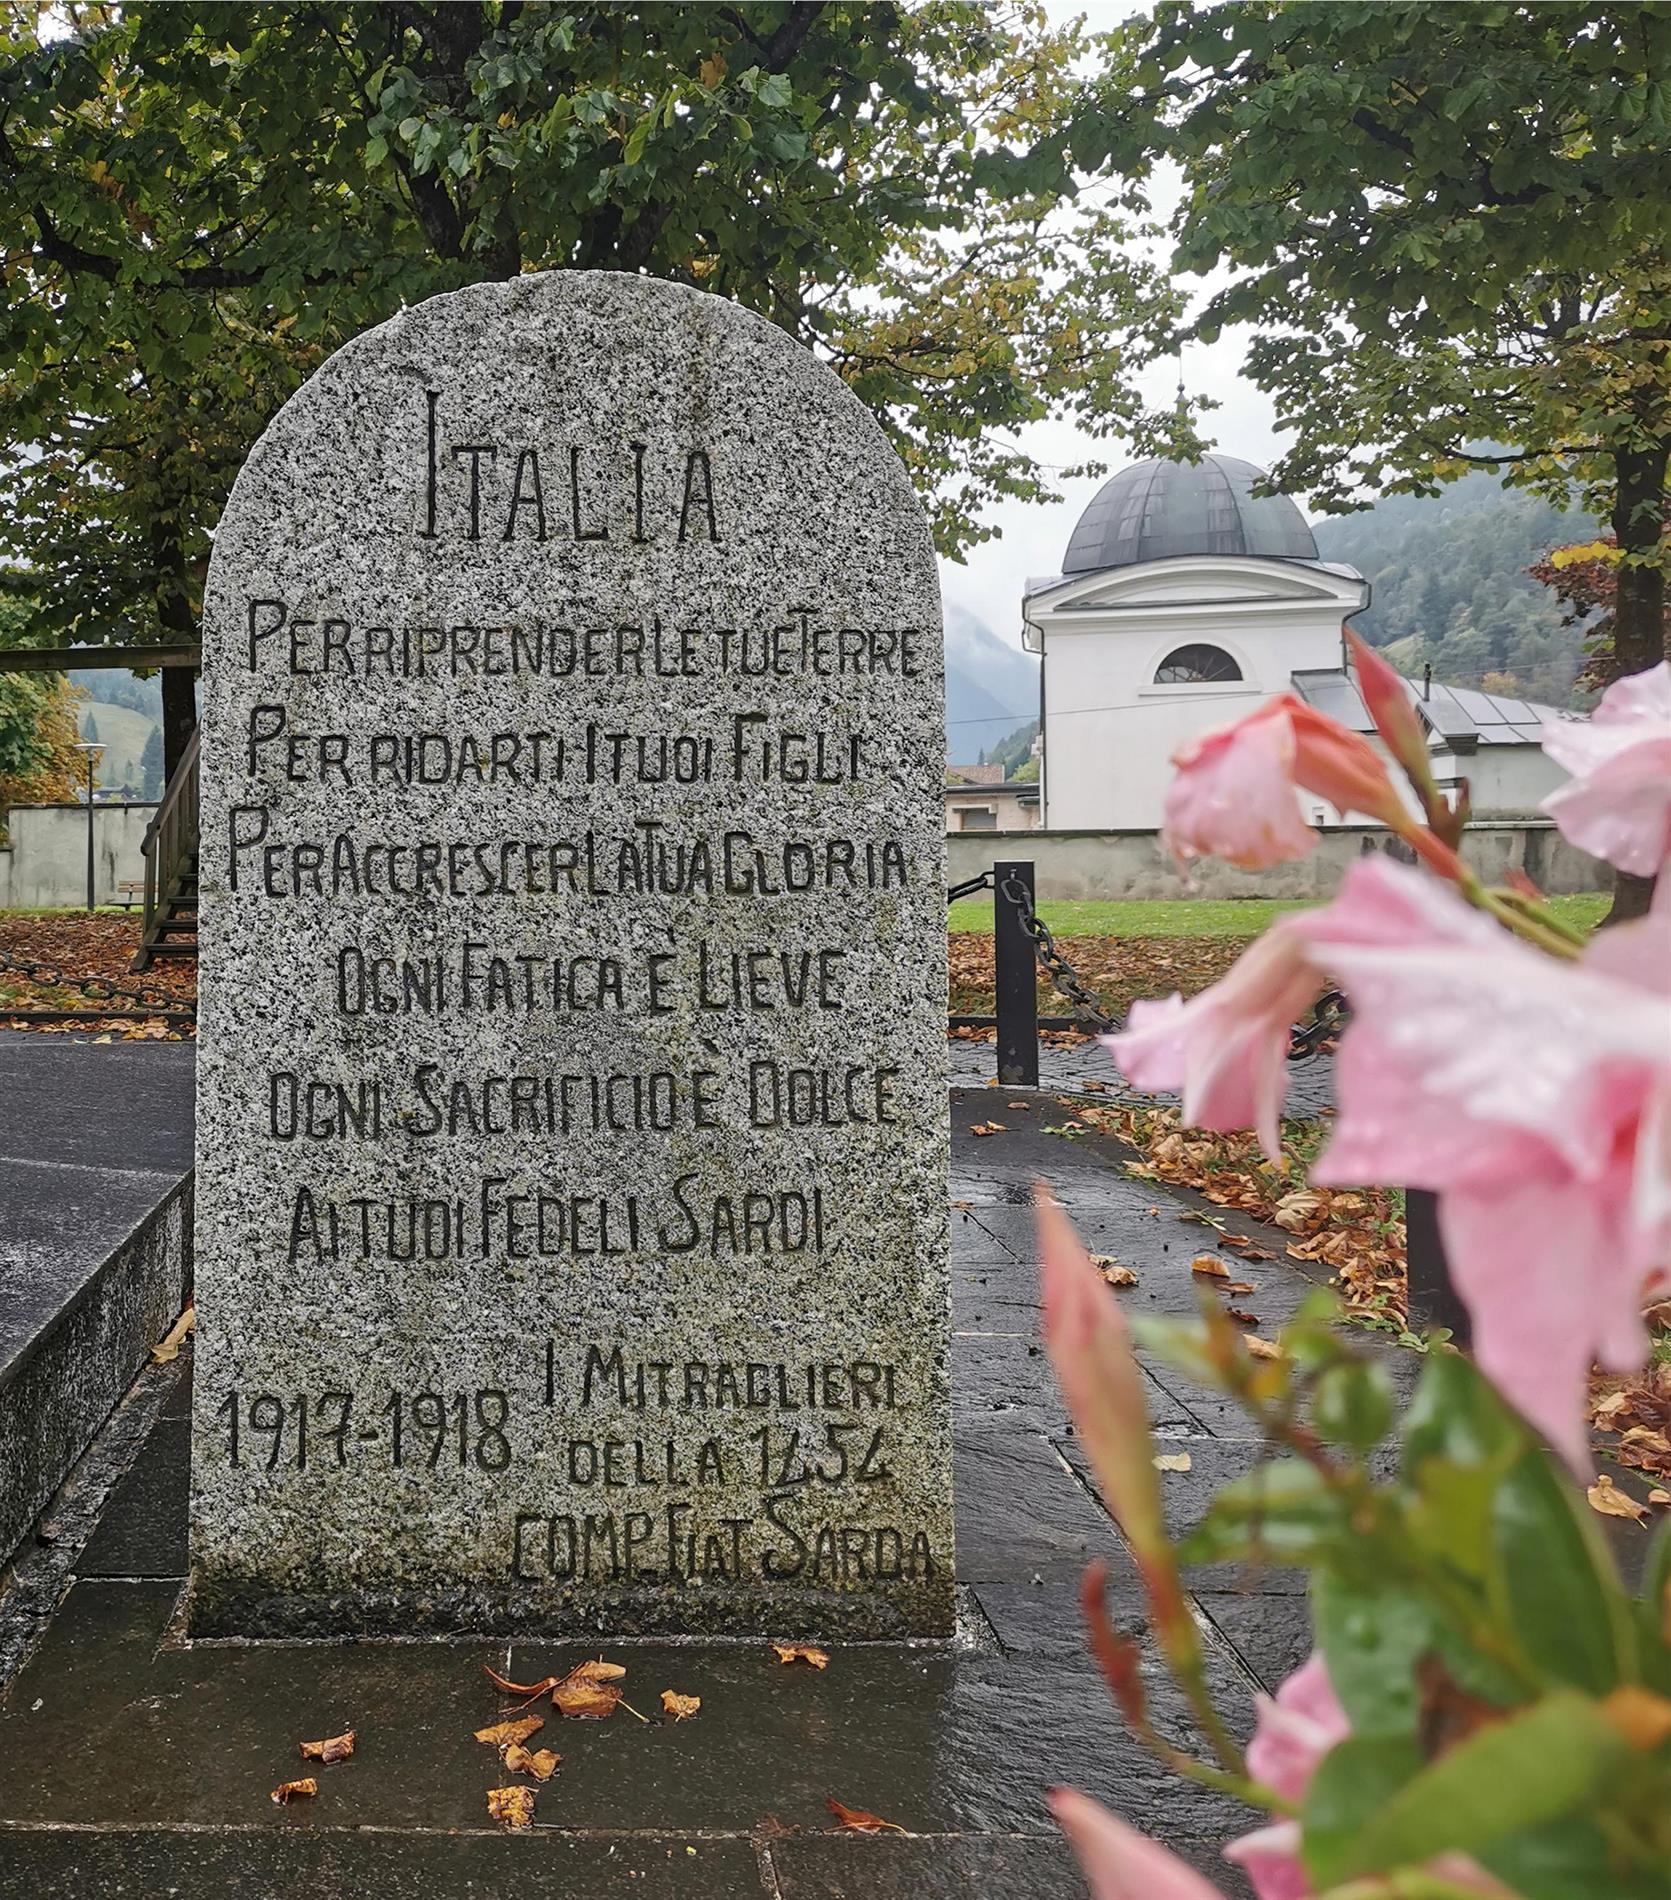 ITALIA
PER RIPRENDER LE TUE TERRE
PER RIDARTI I TUOI FIGLI
PER ACCRESCER LA TUA GLORIA
OGNI FATICA È LIEVE
OGNI SACRIFICIO È DOLCE
AI TUOI FEDELI SARDI
1917-1918 I MITRAGLIERI
DELLA 1454
COMP. FIAT SARDA